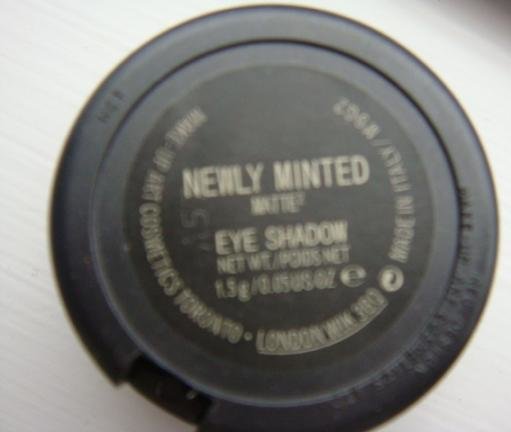 NEWLY MINTED
MATTE²
EYE SHADOW
NET WT./POIDS NET
1.5 g/0.05 US OZ e
MAKE-UP ART COSMETICS TORONTO • LONDON W1K 3BQ
MADE IN ITALY/